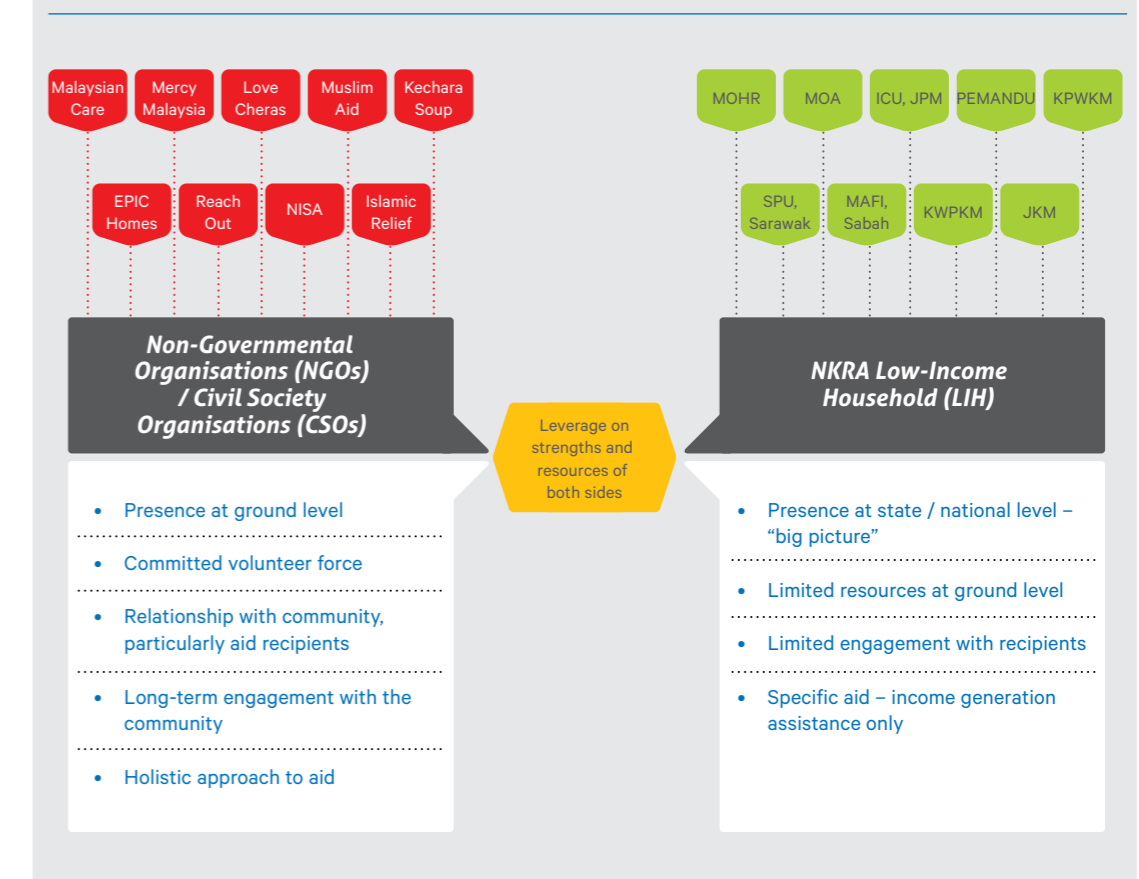 Malaysian
Care
Mercy
Malaysia
Love
Cheras
Muslim
Aid
Kechara
Soup
EPIC
Homes
Reach
Out
NISA
Islamic
Relief
MOHR
MOA
ICU, JPM
PEMANDU
KPWKM
SPU,
Sarawak
MAFI,
Sabah
KWPKM
JKM
Non-Governmental
Organisations (NGOs)
/ Civil Society
Organisations (CSOs)
• Presence at ground level
• Committed volunteer force
• Relationship with community,
particularly aid recipients
• Long-term engagement with the
community
• Holistic approach to aid
Leverage on
strengths and
resources of
both sides
NKRA Low-Income
Household (LIH)
• Presence at state / national level –
“big picture”
• Limited resources at ground level
• Limited engagement with recipients
• Specific aid – income generation
assistance only